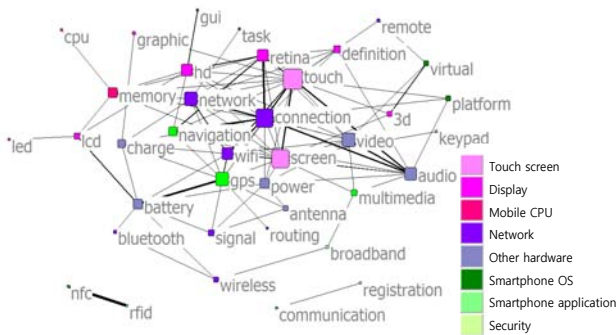 gui
cpu
graphic
task
retina
remote
definition
hd
touch
virtual
memory
network
platform
connection
navigation
3d
video
keypad
led
lcd
charge
wifi
screen
audio
gps
power
multimedia
battery
antenna
bluetooth
signal
routing
broadband
wireless
nfc
rfid
registration
communication
Touch screen
Display
Mobile CPU
Network
Other hardware
Smartphone OS
Smartphone application
Security